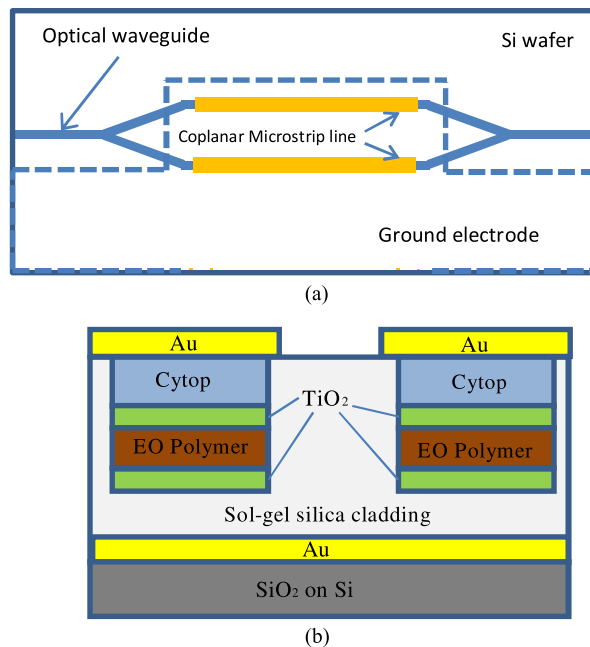 Optical waveguide
Si wafer
Coplanar Microstrip line
Ground electrode
(a)
Au
Au
Cytop
Cytop
TiO₂
EO Polymer
EO Polymer
Sol-gel silica cladding
Au
SiO₂ on Si
(b)